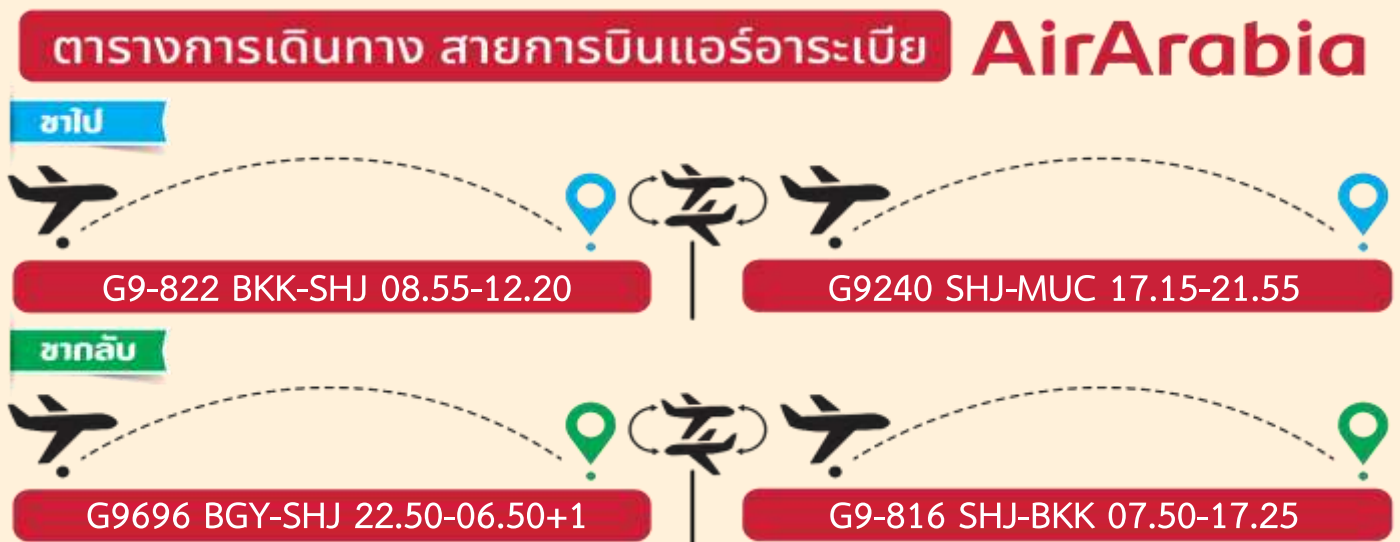 ตารางการเดินทาง สายการบินแอร์อาระเบีย AirArabia
ขาไป
G9-822 BKK-SHJ 08.55-12.20
G9240 SHJ-MUC 17.15-21.55
ขากลับ
G9696 BGY-SHJ 22.50-06.50+1
G9-816 SHJ-BKK 07.50-17.25